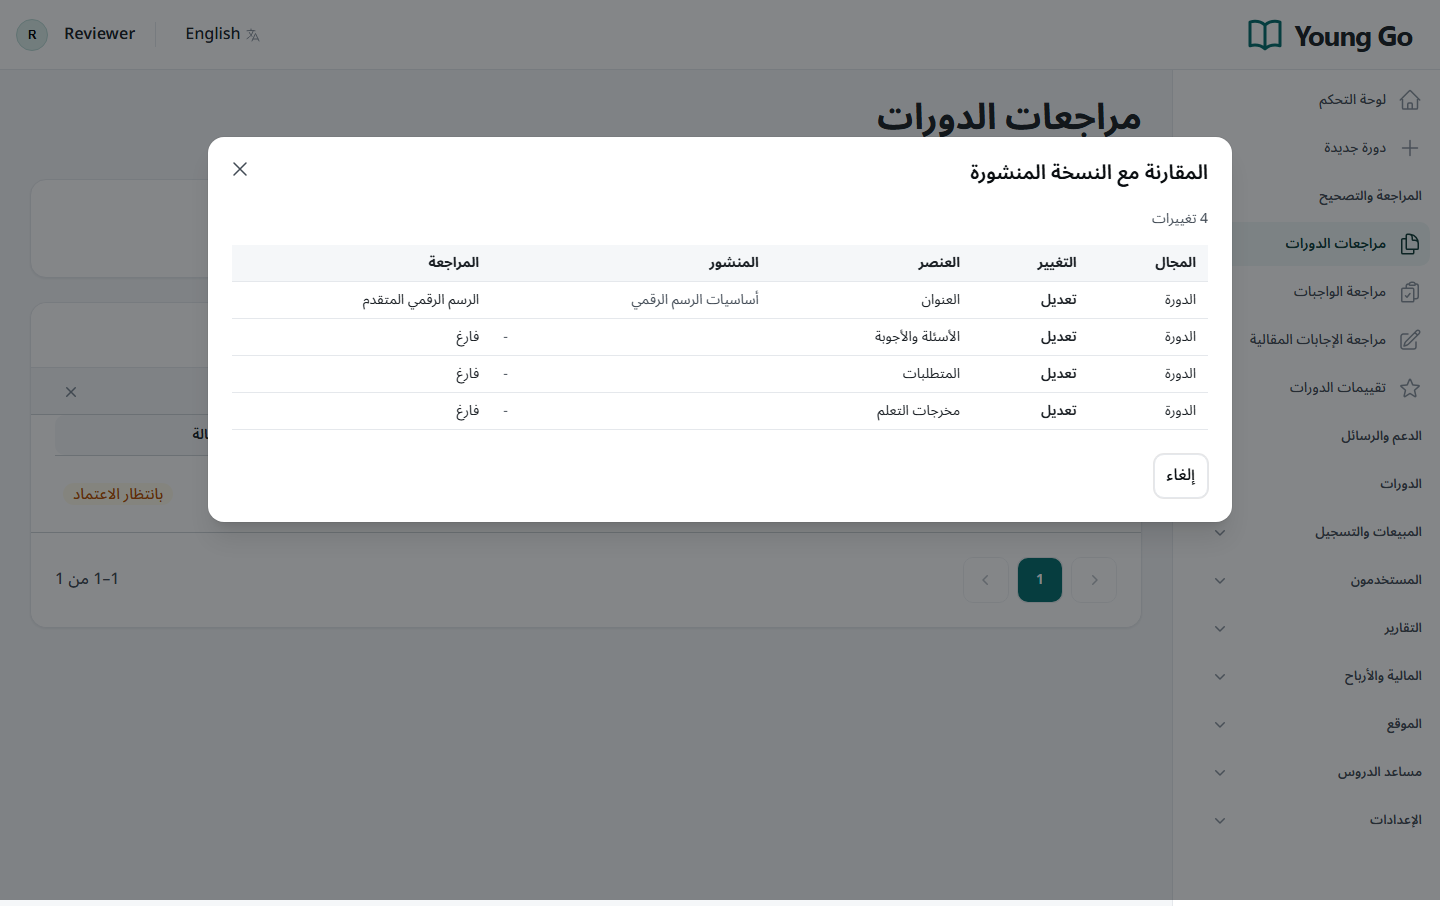 Young Go
English
Reviewer
R
لوحة التحكم
دورة جديدة
المراجعة والتصحيح
مراجعات الدورات
مراجعة الواجبات
مراجعة الإجابات المقالية
تقييمات الدورات
الدعم والرسائل
الدورات
المبيعات والتسجيل
المستخدمون
التقارير
المالية والأرباح
الموقع
مساعد الدروس
الإعدادات
مراجعات الدورات
المقارنة مع النسخة المنشورة
4 تغييرات
المجال التغيير العنصر المنشور المراجعة
الدورة تعديل العنوان أساسيات الرسم الرقمي الرسم الرقمي المتقدم
الدورة تعديل الأسئلة والأجوبة - فارغ
الدورة تعديل المتطلبات - فارغ
الدورة تعديل مخرجات التعلم - فارغ
إلغاء
بانتظار الاعتماد
1
1–1 من 1